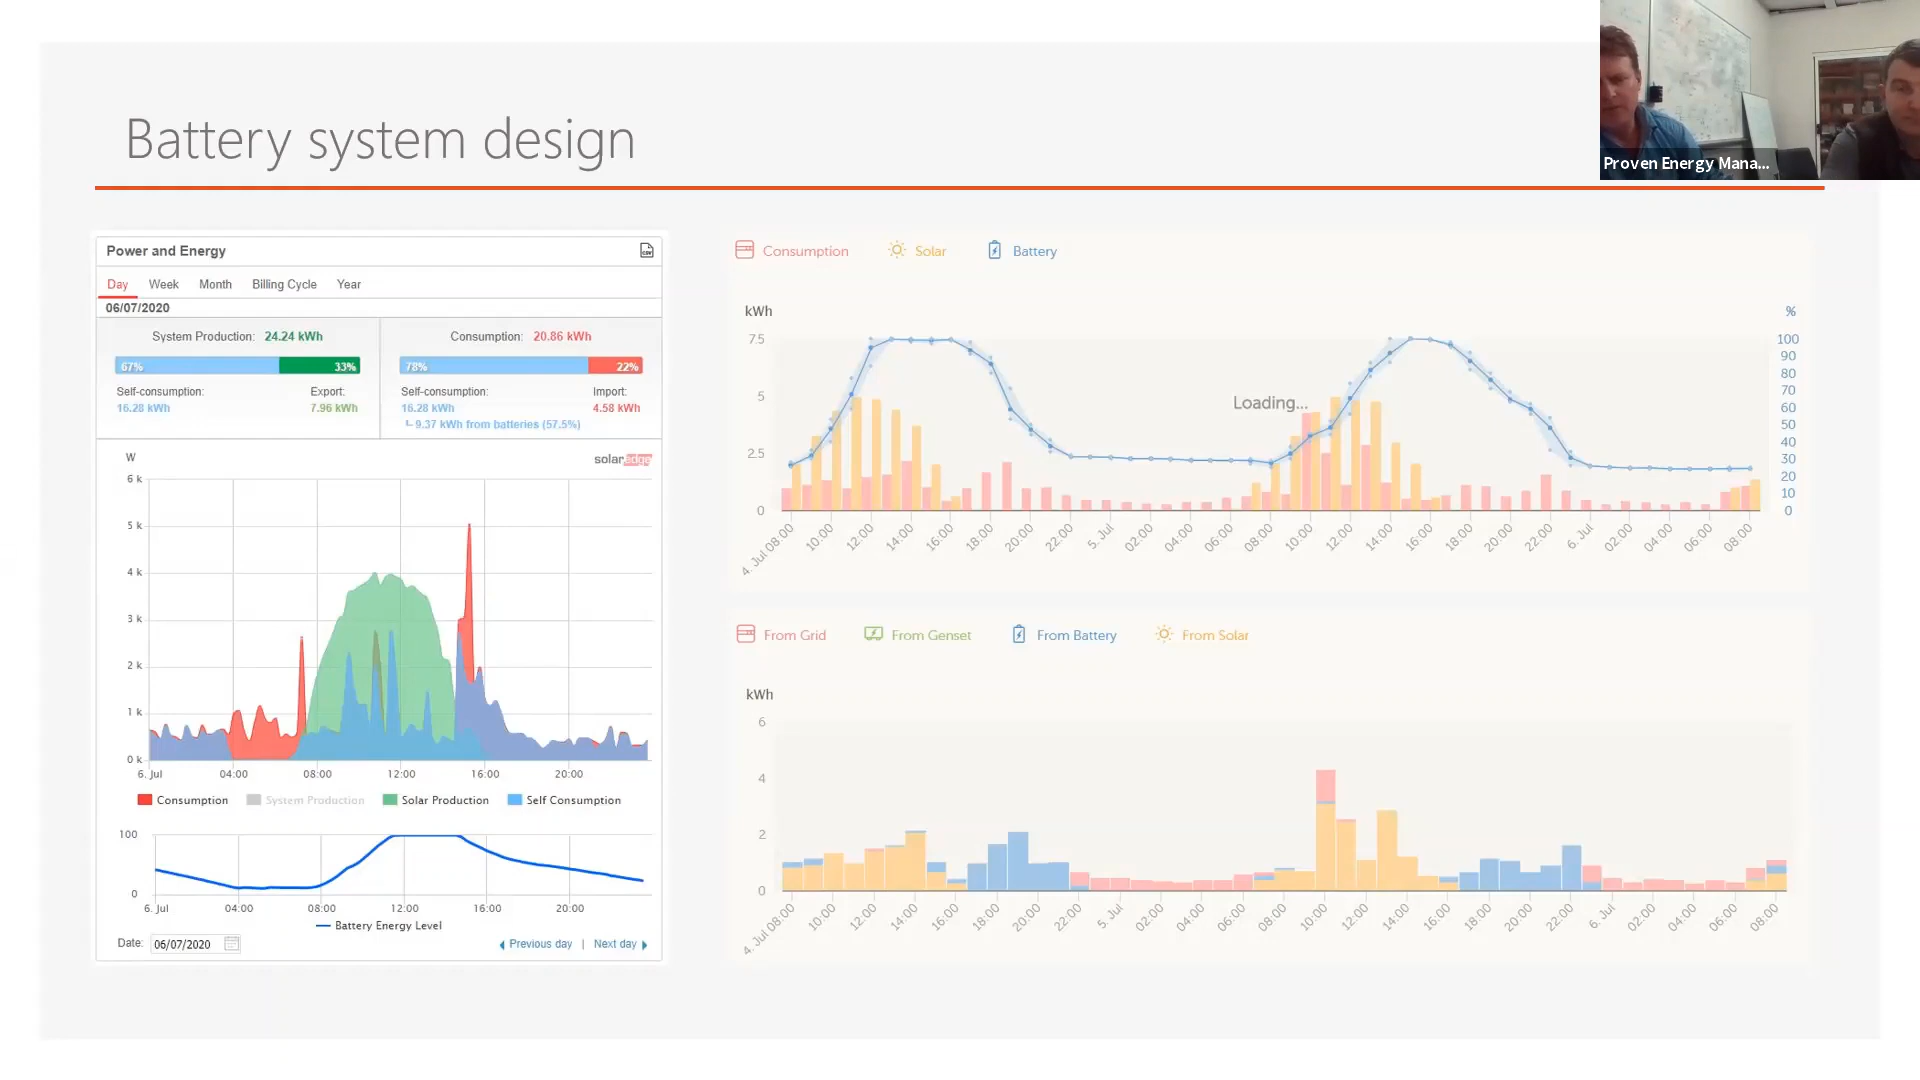 Battery system design
Proven Energy Mana...
Power and Energy
CSV
Day Week Month Billing Cycle Year
06/07/2020
System Production: 24.24 kWh
67% 33%
Self-consumption: Export:
16.28 kWh 7.96 kWh
Consumption: 20.86 kWh
78% 22%
Self-consumption: Import:
16.28 kWh 4.58 kWh
9.37 kWh from batteries (57.5%)
W
solaredge
6 k
5 k
4 k
3 k
2 k
1 k
0 k
6. Jul 04:00 08:00 12:00 16:00 20:00
Consumption System Production Solar Production Self Consumption
100
0
6. Jul 04:00 08:00 12:00 16:00 20:00
Battery Energy Level
Date: 06/07/2020 Previous day | Next day
Consumption Solar Battery
kWh %
7.5
5
2.5
0
Loading...
100
90
80
70
60
50
40
30
20
10
0
4. Jul 08:00 10:00 12:00 14:00 16:00 18:00 20:00 22:00 5. Jul 02:00 04:00 06:00 08:00 10:00 12:00 14:00 16:00 18:00 20:00 22:00 6. Jul 02:00 04:00 06:00 08:00
From Grid From Genset From Battery From Solar
kWh
6
4
2
0
4. Jul 08:00 10:00 12:00 14:00 16:00 18:00 20:00 22:00 5. Jul 02:00 04:00 06:00 08:00 10:00 12:00 14:00 16:00 18:00 20:00 22:00 6. Jul 02:00 04:00 06:00 08:00